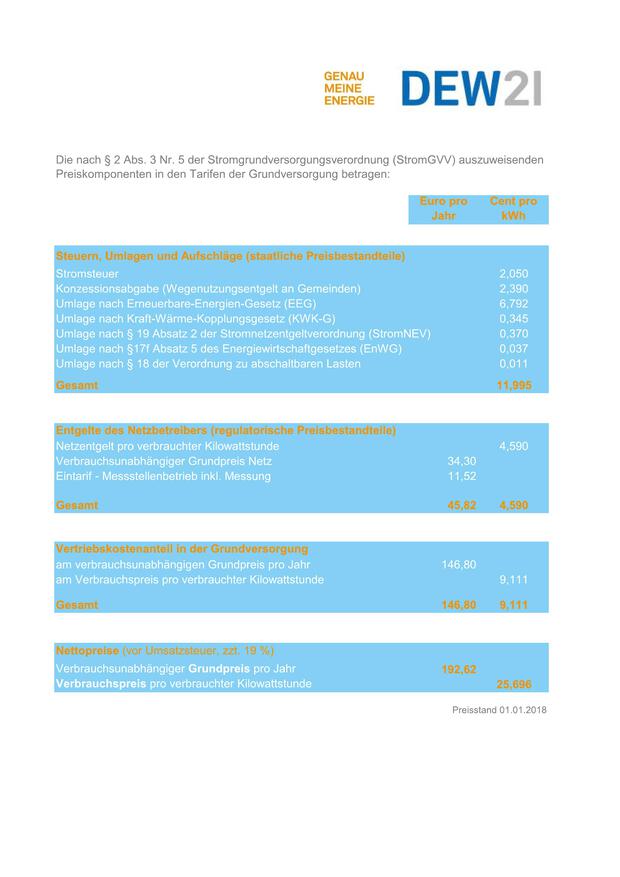 GENAU
MEINE
ENERGIE
DEW21
Die nach § 2 Abs. 3 Nr. 5 der Stromgrundversorgungsverordnung (StromGVV) auszuweisenden
Preiskomponenten in den Tarifen der Grundversorgung betragen:
Euro pro Cent pro
Jahr kWh
Steuern, Umlagen und Aufschläge (staatliche Preisbestandteile)
Stromsteuer 2,050
Konzessionsabgabe (Wegenutzungsentgelt an Gemeinden) 2,390
Umlage nach Erneuerbare-Energien-Gesetz (EEG) 6,792
Umlage nach Kraft-Wärme-Kopplungsgesetz (KWK-G) 0,345
Umlage nach § 19 Absatz 2 der Stromnetzentgeltverordnung (StromNEV) 0,370
Umlage nach §17f Absatz 5 des Energiewirtschaftgesetzes (EnWG) 0,037
Umlage nach § 18 der Verordnung zu abschaltbaren Lasten 0,011
Gesamt 11,995
Entgelte des Netzbetreibers (regulatorische Preisbestandteile)
Netzentgelt pro verbrauchter Kilowattstunde 4,590
Verbrauchsunabhängiger Grundpreis Netz 34,30
Eintarif - Messstellenbetrieb inkl. Messung 11,52
Gesamt 45,82 4,590
Vertriebskostenanteil in der Grundversorgung
am verbrauchsunabhängigen Grundpreis pro Jahr 146,80
am Verbrauchspreis pro verbrauchter Kilowattstunde 9,111
Gesamt 146,80 9,111
Nettopreise (vor Umsatzsteuer, zzt. 19 %)
Verbrauchsunabhängiger Grundpreis pro Jahr 192,62
Verbrauchspreis pro verbrauchter Kilowattstunde 25,696
Preisstand 01.01.2018